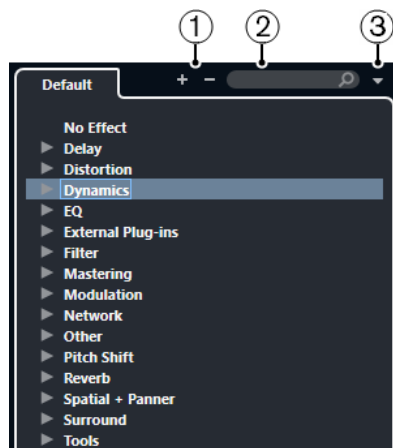 1 2 3
Default + −
No Effect
Delay
Distortion
Dynamics
EQ
External Plug-ins
Filter
Mastering
Modulation
Network
Other
Pitch Shift
Reverb
Spatial + Panner
Surround
Tools